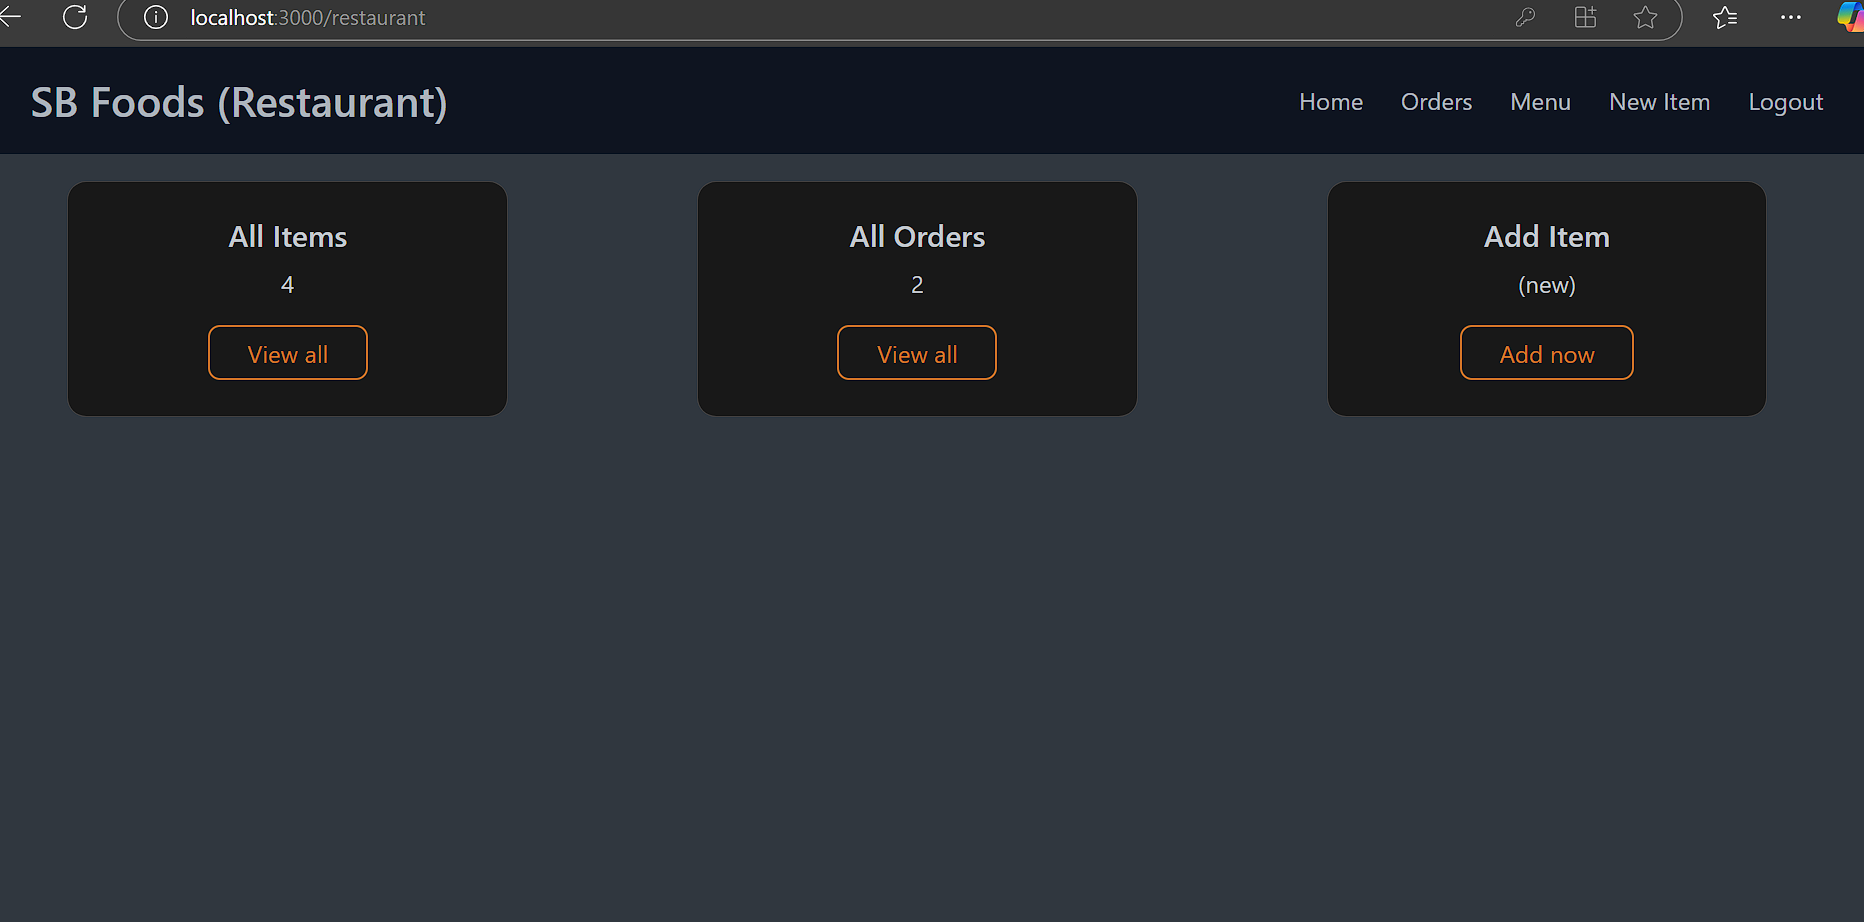 localhost:3000/restaurant
SB Foods (Restaurant)
Home Orders Menu New Item Logout
All Items
4
View all
All Orders
2
View all
Add Item
(new)
Add now